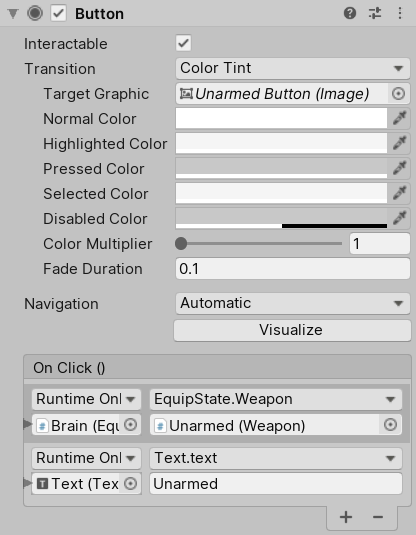 Button
Interactable
Transition Color Tint
Target Graphic Unarmed Button (Image)
Normal Color
Highlighted Color
Pressed Color
Selected Color
Disabled Color
Color Multiplier 1
Fade Duration 0.1
Navigation Automatic
Visualize
On Click ()
Runtime Onl EquipState.Weapon
# Brain (Equ # Unarmed (Weapon)
Runtime Onl Text.text
T Text (Tex Unarmed
+ −